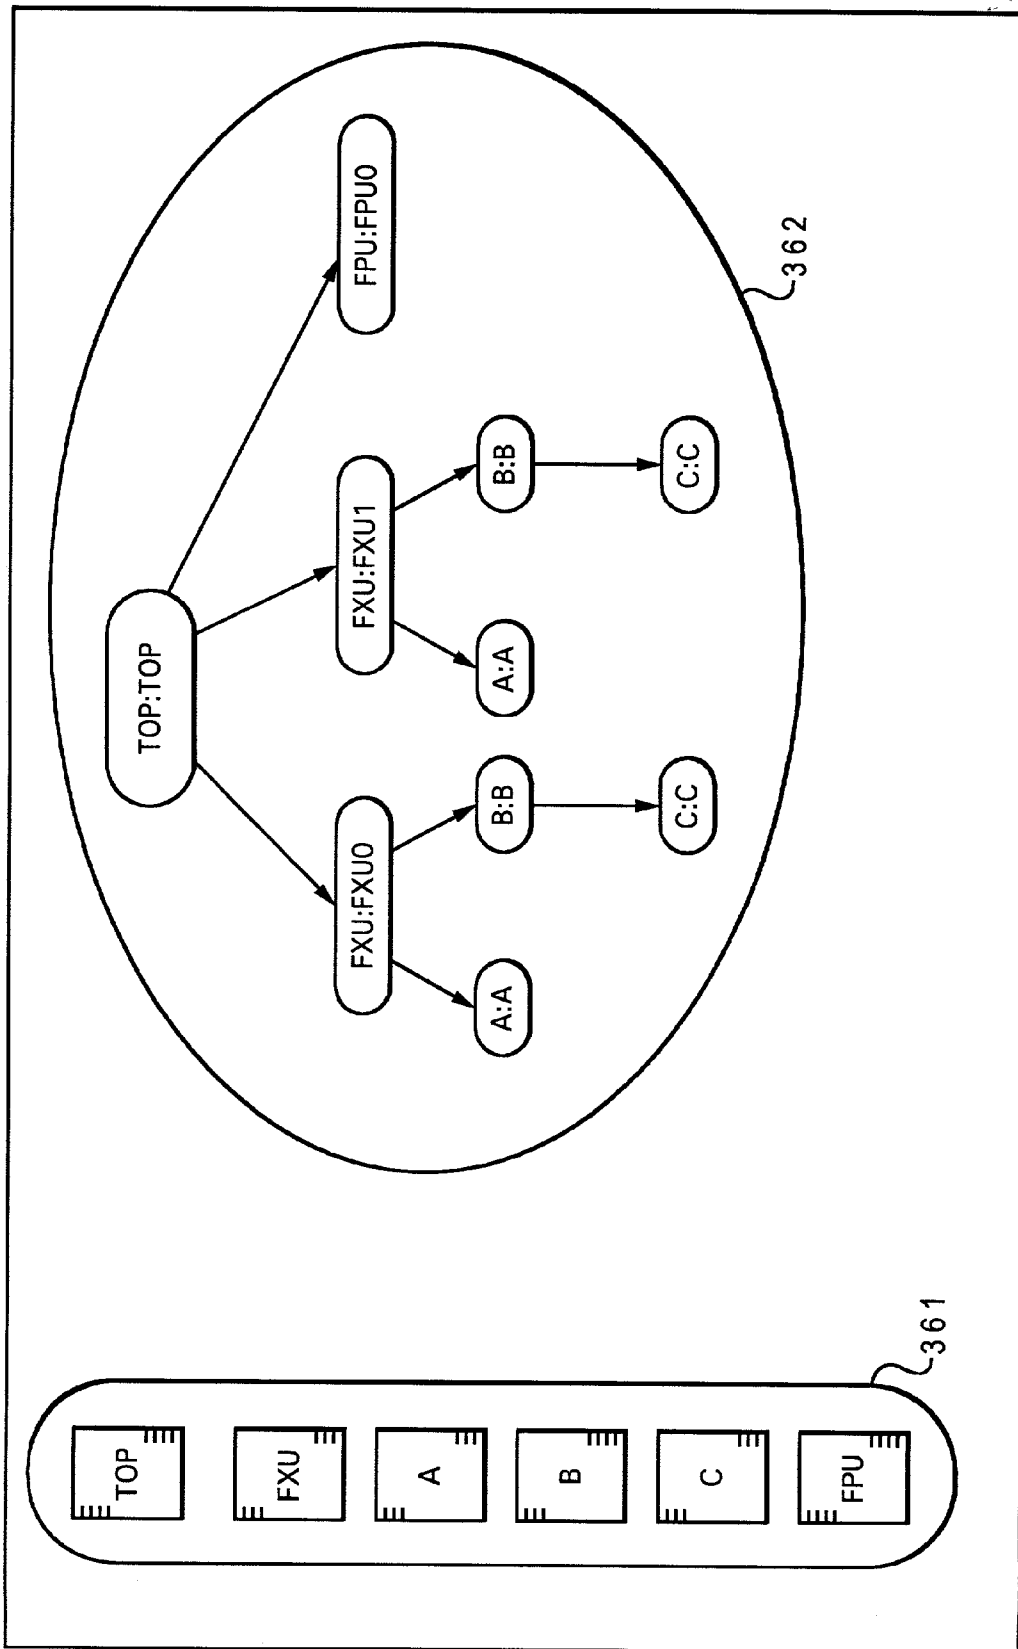 TOP
FXU
A
B
C
FPU
361
TOP:TOP
FXU:FXU0
FXU:FXU1
FPU:FPU0
A:A
B:B
A:A
B:B
C:C
C:C
362